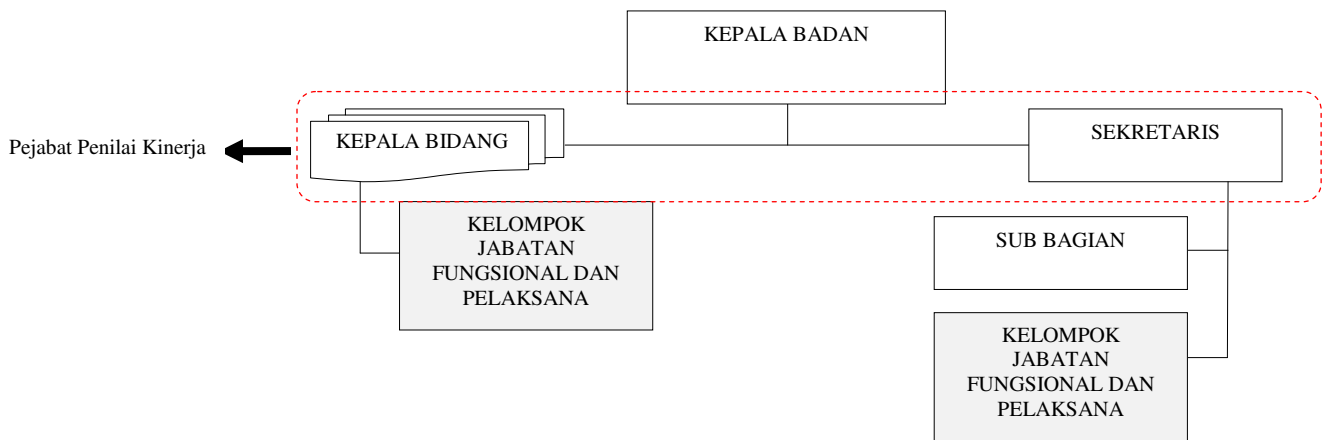 KEPALA BADAN
Pejabat Penilai Kinerja
KEPALA BIDANG
SEKRETARIS
KELOMPOK
JABATAN
FUNGSIONAL DAN
PELAKSANA
SUB BAGIAN
KELOMPOK
JABATAN
FUNGSIONAL DAN
PELAKSANA